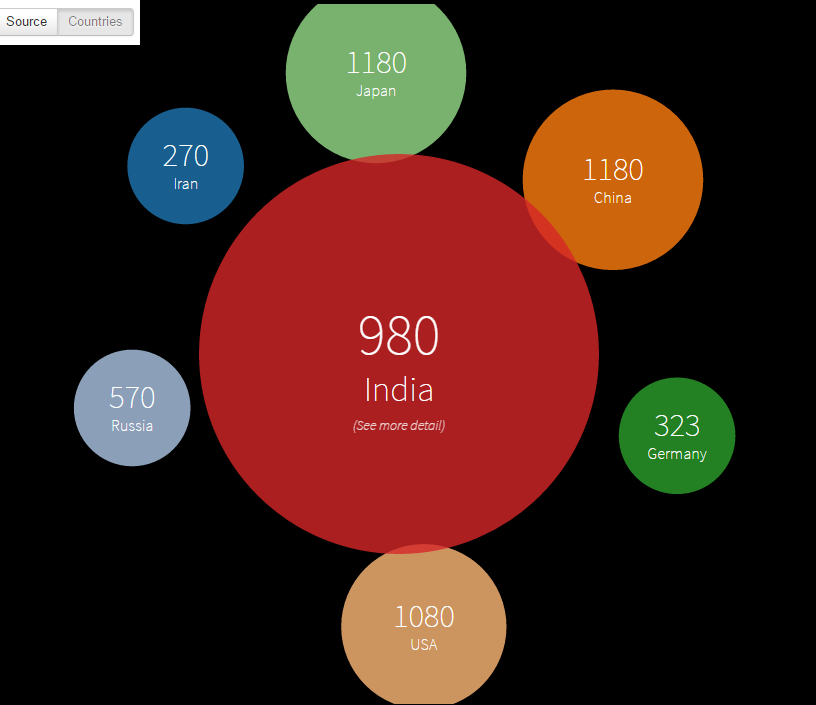 Source Countries
1180
Japan
270
Iran
1180
China
980
India
(See more detail)
570
Russia
323
Germany
1080
USA